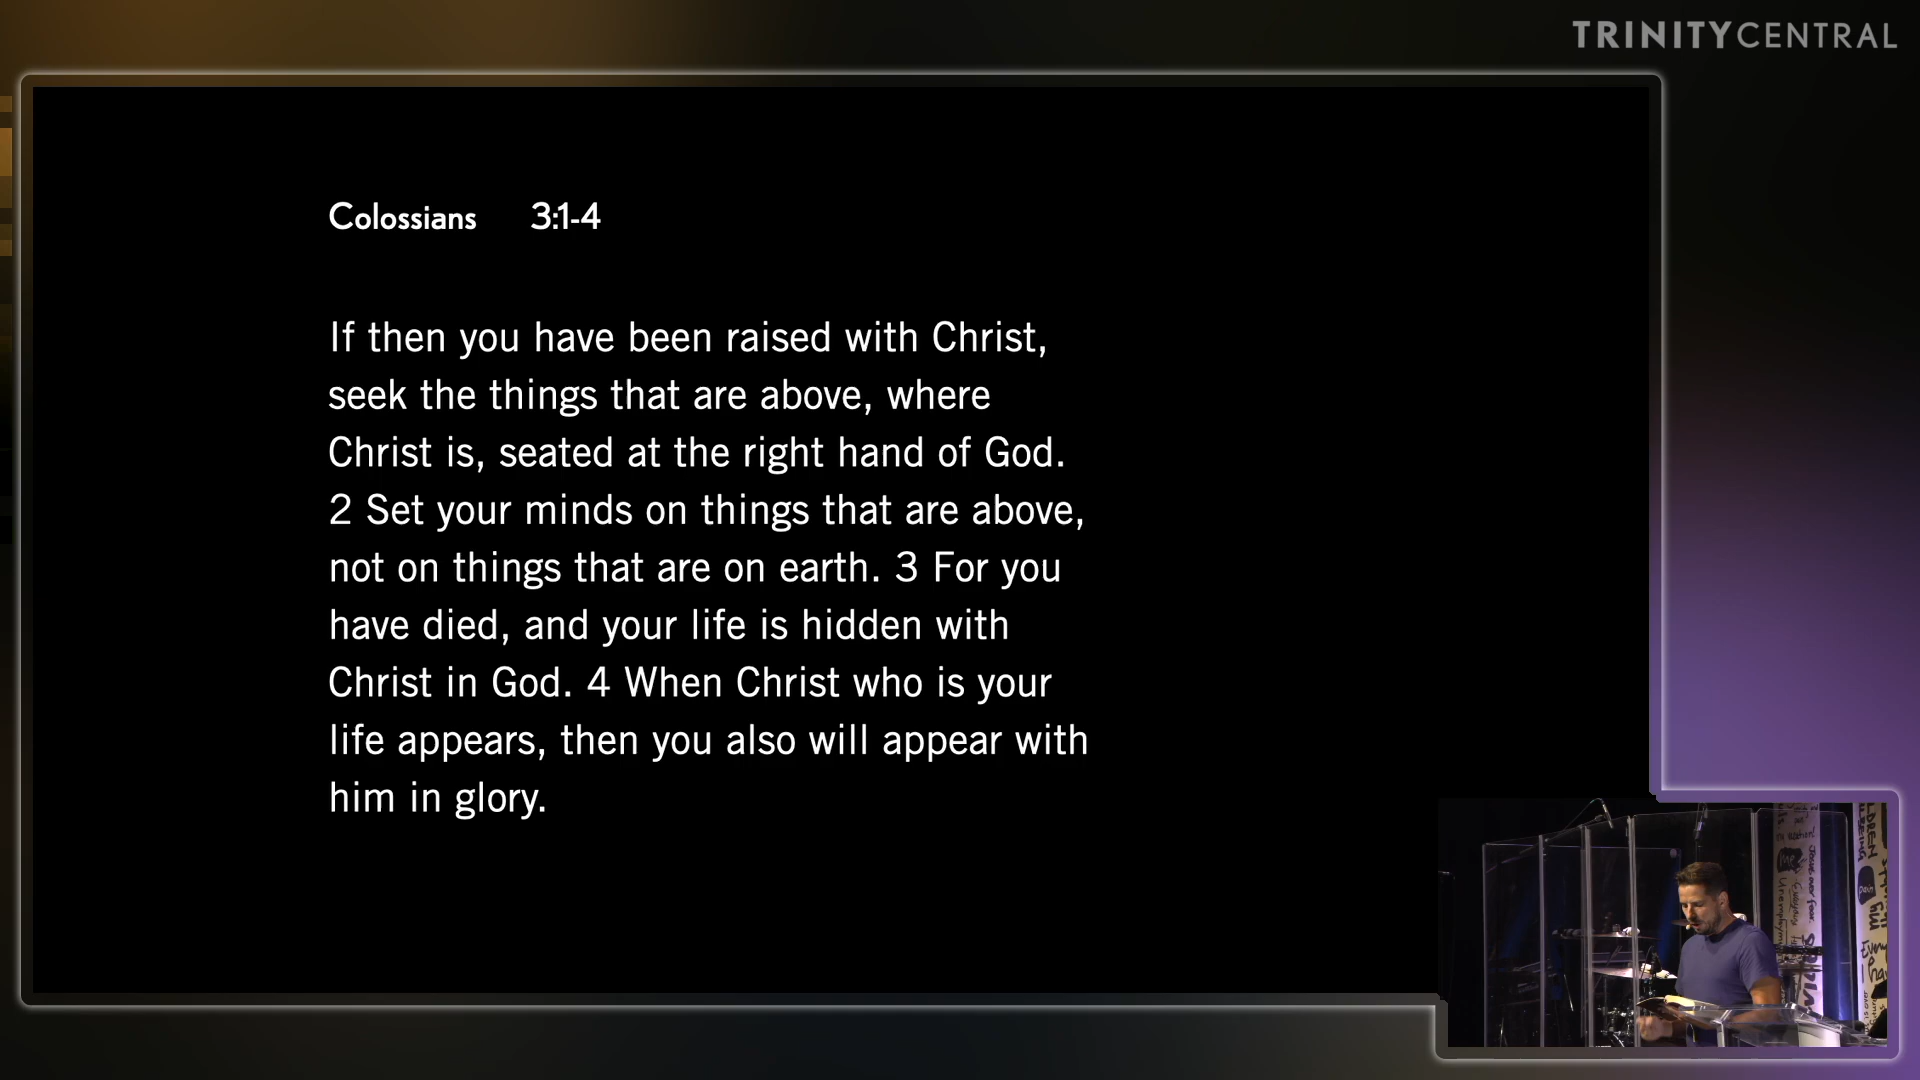 TRINITYCENTRAL
Colossians 3:1-4
If then you have been raised with Christ,
seek the things that are above, where
Christ is, seated at the right hand of God.
2 Set your minds on things that are above,
not on things that are on earth. 3 For you
have died, and your life is hidden with
Christ in God. 4 When Christ who is your
life appears, then you also will appear with
him in glory.